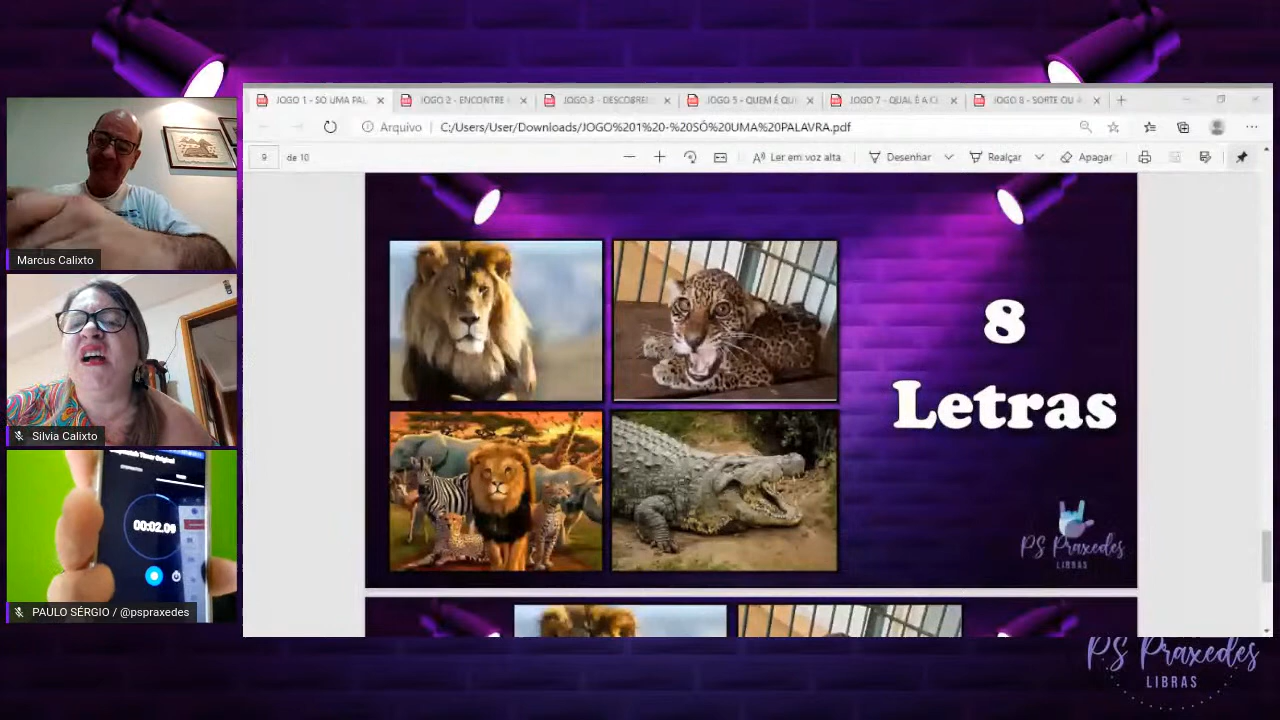 JOGO 1 - SÓ UMA PAL
JOGO 2 - ENCONTRE
JOGO 3 - DESCOBRE
JOGO 5 - QUEM É QU
JOGO 7 - QUAL É A C
JOGO 8 - SORTE OU
Arquivo
C:/Users/User/Downloads/JOGO%201%20-%20SÓ%20UMA%20PALAVRA.pdf
9 de 10
Ler em voz alta
Desenhar
Realçar
Apagar
8
Letras
PS Praxedes
LIBRAS
Marcus Calixto
Silvia Calixto
00:02.09
PAULO SÉRGIO / @pspraxedes
PS Praxedes
LIBRAS